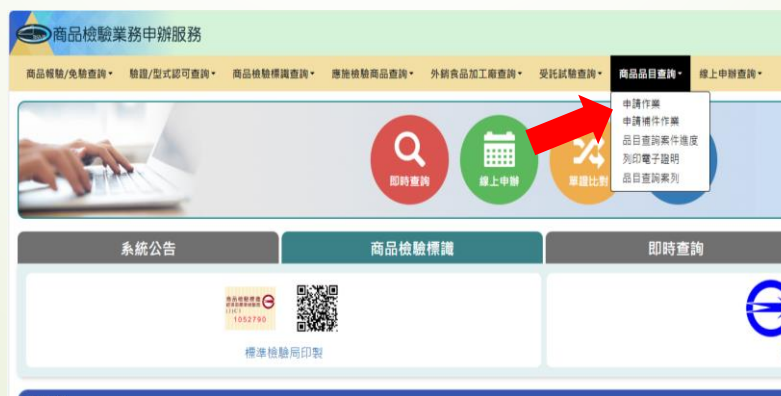 商品檢驗業務申辦服務
商品報驗/免驗查詢 驗證/型式認可查詢 商品檢驗標識查詢 應施檢驗商品查詢 外銷食品加工廠查詢 受託試驗查詢 商品品目查詢 線上申辦查詢
申請作業
申請補件作業
品目查詢案件進度
列印電子證明
品目查詢案列
即時查詢 線上申辦 單證比對
系統公告 商品檢驗標識 即時查詢
1052790
標準檢驗局印製